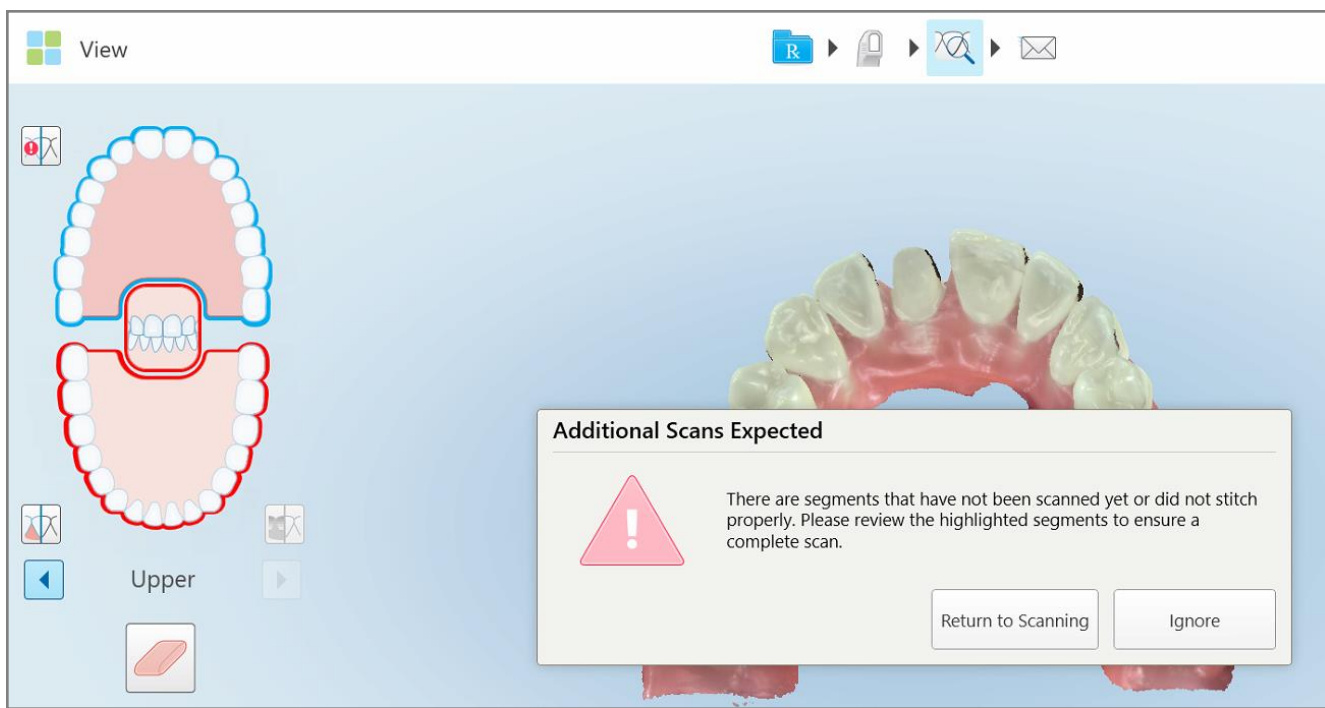 View
Rx
Additional Scans Expected
There are segments that have not been scanned yet or did not stitch
properly. Please review the highlighted segments to ensure a
complete scan.
Upper
Return to Scanning
Ignore